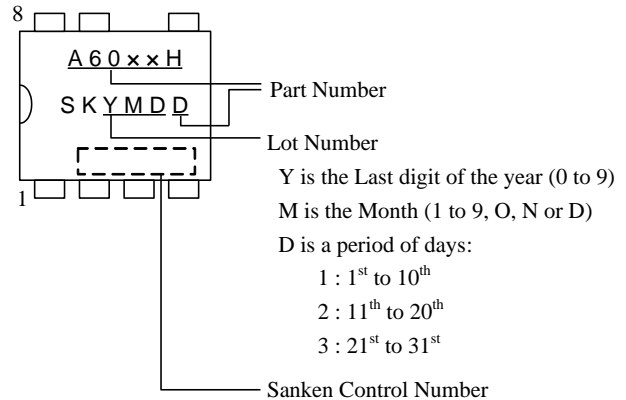 8
A 6 0 × × H
S K Y M D D
1
Part Number
Lot Number
Y is the Last digit of the year (0 to 9)
M is the Month (1 to 9, O, N or D)
D is a period of days:
1 : 1st to 10th
2 : 11th to 20th
3 : 21st to 31st
Sanken Control Number